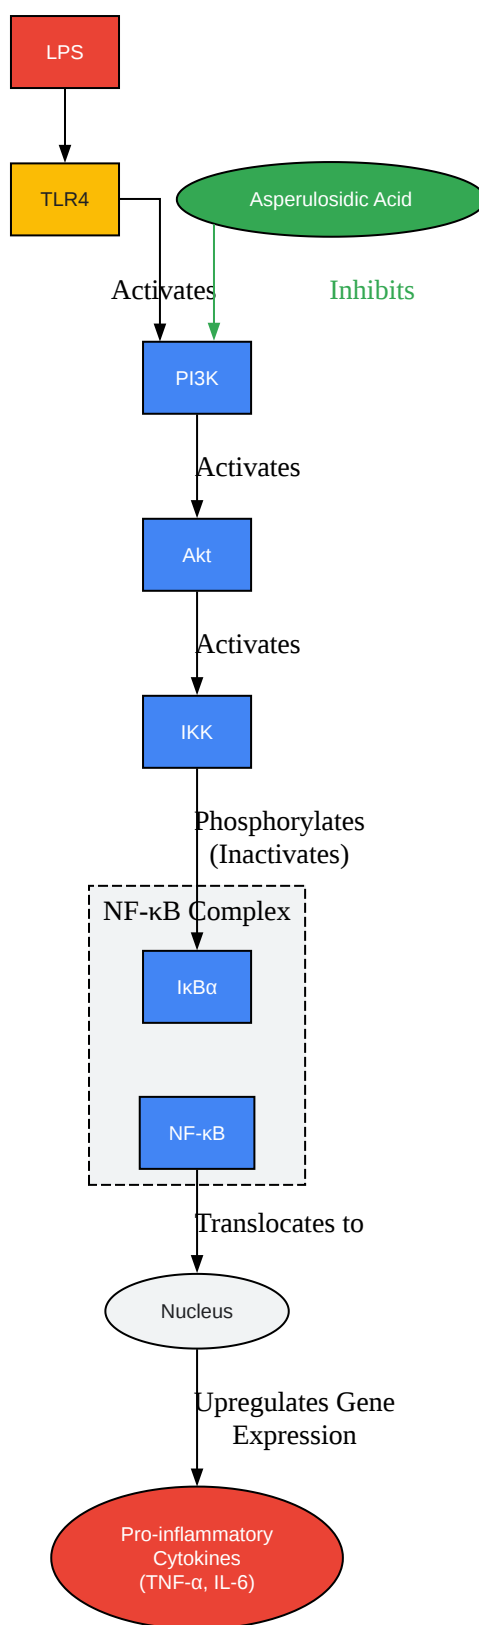 LPS
TLR4
Asperulosidic Acid
Activates
Inhibits
PI3K
Activates
Akt
Activates
IKK
Phosphorylates
(Inactivates)
NF-κB Complex
IκBα
NF-κB
Translocates to
Nucleus
Upregulates Gene
Expression
Pro-inflammatory
Cytokines
(TNF-α, IL-6)